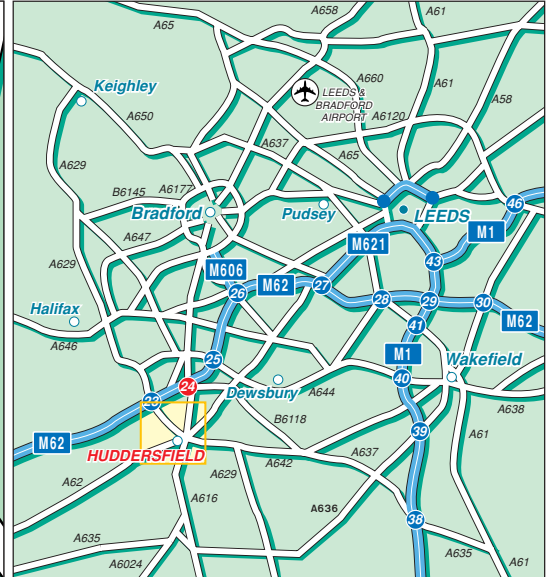 A658
A61
A65
Keighley
A660
A61
LEEDS &
BRADFORD
AIRPORT
A58
A650
A6120
A637
A65
A629
B6145
A6177
Bradford
Pudsey
LEEDS
46
M1
A647
M621
A629
M606
43
26
M62
27
28
29
30
Halifax
M62
41
A646
M1
25
Wakefield
24
40
Dewsbury
A644
23
A638
B6118
39
A61
M62
HUDDERSFIELD
A637
A642
A629
A62
A616
A636
38
A635
A635
A6024
A61